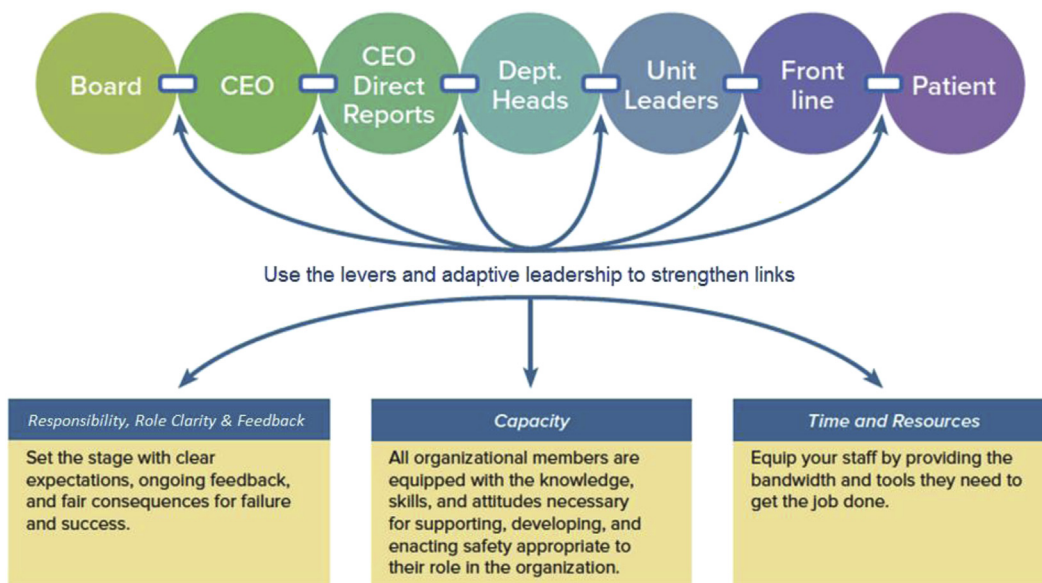 Board
CEO
CEO
Direct
Reports
Dept.
Heads
Unit
Leaders
Front
line
Patient
Use the levers and adaptive leadership to strengthen links
Responsibility, Role Clarity & Feedback
Set the stage with clear
expectations, ongoing feedback,
and fair consequences for failure
and success.
Capacity
All organizational members are
equipped with the knowledge,
skills, and attitudes necessary
for supporting, developing, and
enacting safety appropriate to
their role in the organization.
Time and Resources
Equip your staff by providing the
bandwidth and tools they need to
get the job done.